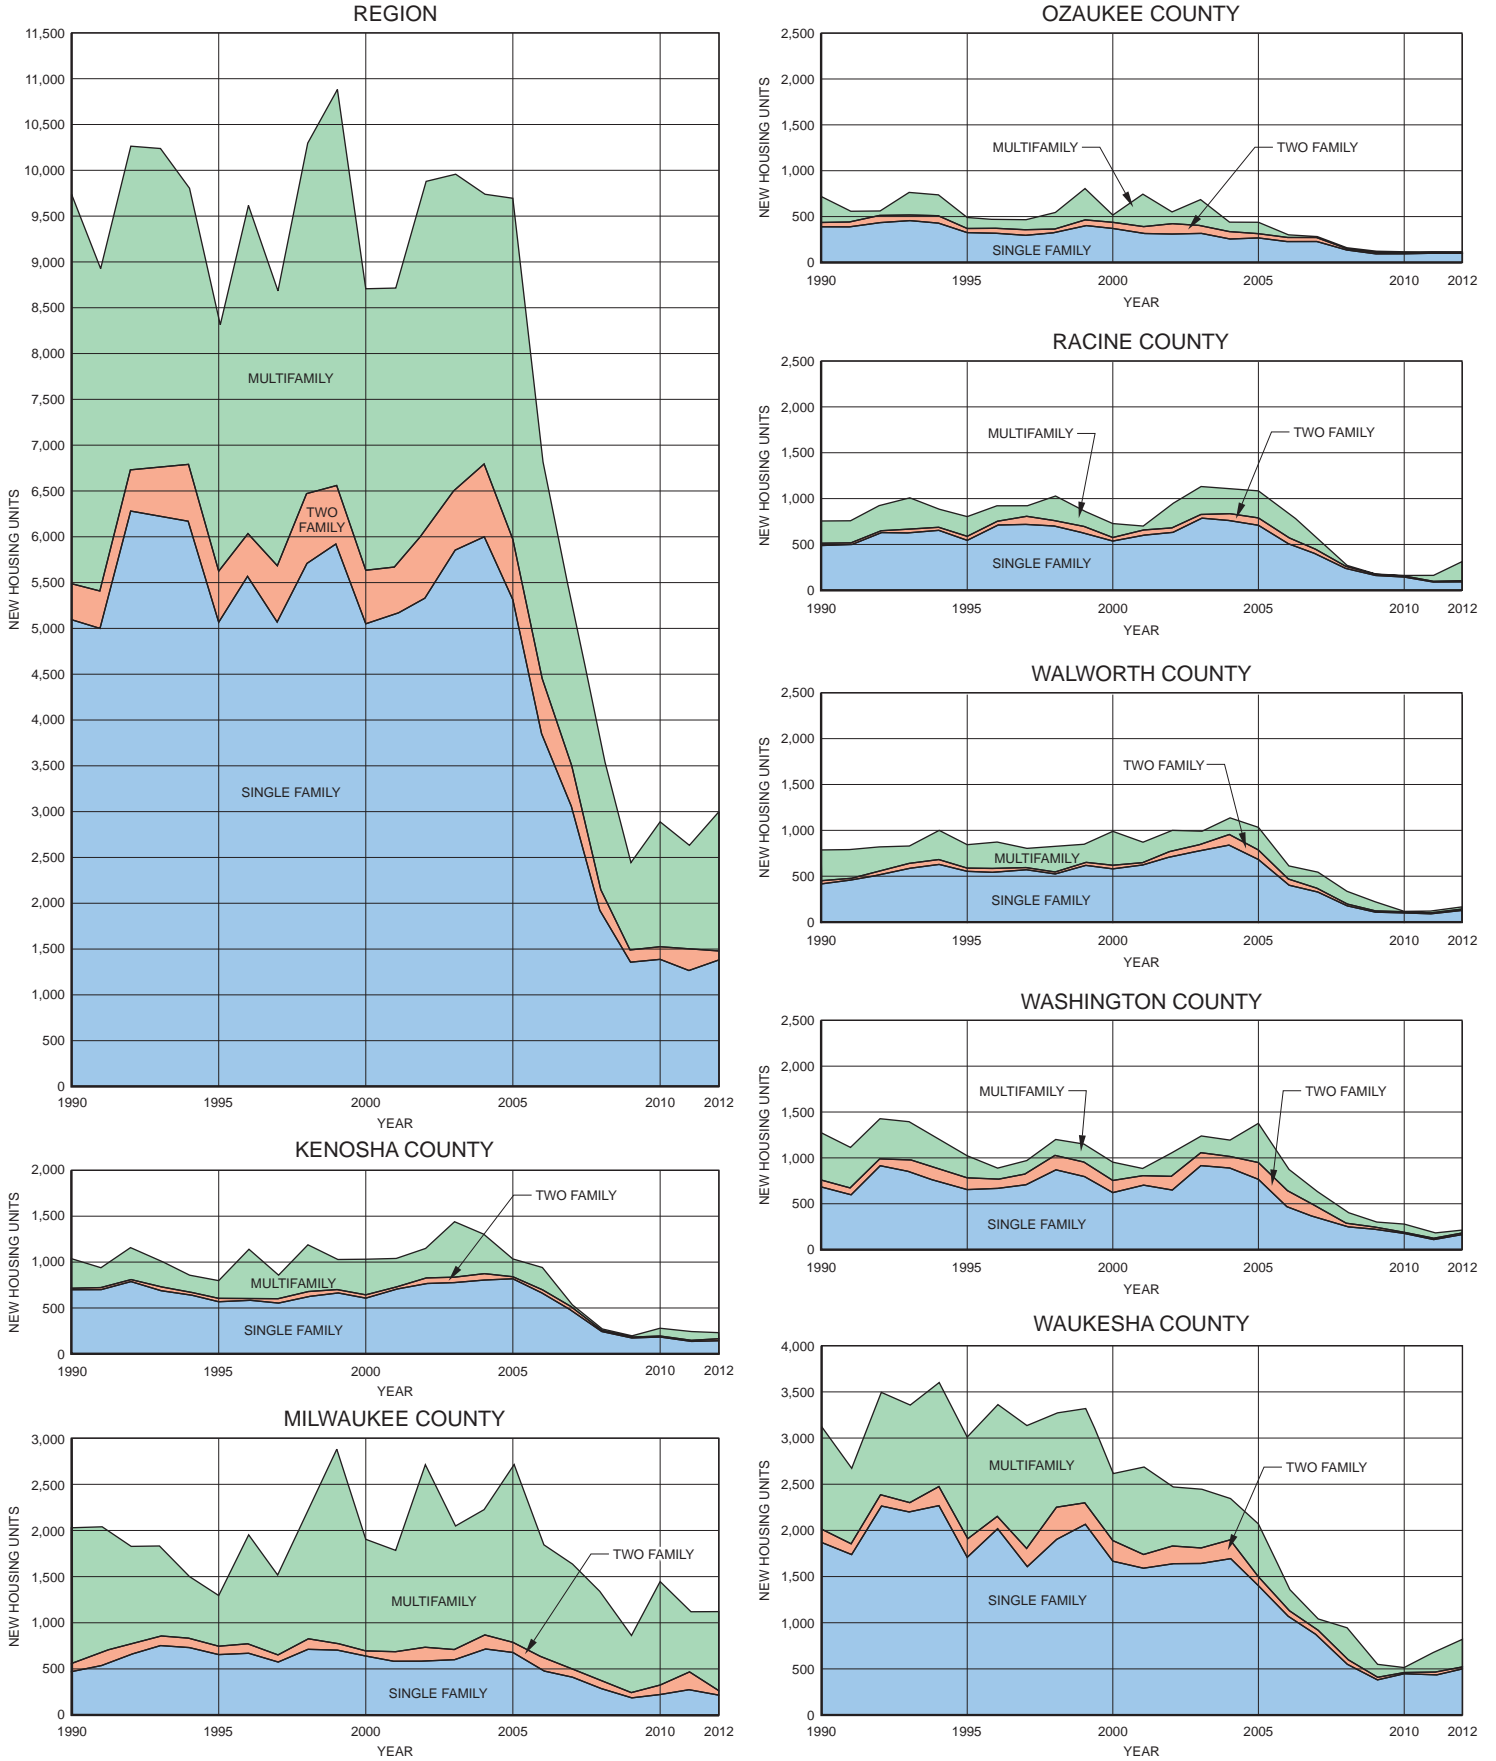 REGION
11,500
11,000
10,500
10,000
9,500
9,000
8,500
8,000
7,500
7,000
6,500
6,000
5,500
5,000
4,500
4,000
3,500
3,000
2,500
2,000
1,500
1,000
500
0
NEW HOUSING UNITS
MULTIFAMILY
TWO
FAMILY
SINGLE FAMILY
1990 1995 2000 2005 2010 2012
YEAR
KENOSHA COUNTY
2,000
1,500
1,000
500
0
NEW HOUSING UNITS
TWO FAMILY
MULTIFAMILY
SINGLE FAMILY
1990 1995 2000 2005 2010 2012
YEAR
MILWAUKEE COUNTY
3,000
2,500
2,000
1,500
1,000
500
0
NEW HOUSING UNITS
TWO FAMILY
MULTIFAMILY
SINGLE FAMILY
1990 1995 2000 2005 2010 2012
YEAR
OZAUKEE COUNTY
2,500
2,000
1,500
1,000
500
0
NEW HOUSING UNITS
MULTIFAMILY
TWO FAMILY
SINGLE FAMILY
1990 1995 2000 2005 2010 2012
YEAR
RACINE COUNTY
2,500
2,000
1,500
1,000
500
0
NEW HOUSING UNITS
MULTIFAMILY
TWO FAMILY
SINGLE FAMILY
1990 1995 2000 2005 2010 2012
YEAR
WALWORTH COUNTY
2,500
2,000
1,500
1,000
500
0
NEW HOUSING UNITS
TWO FAMILY
MULTIFAMILY
SINGLE FAMILY
1990 1995 2000 2005 2010 2012
YEAR
WASHINGTON COUNTY
2,500
2,000
1,500
1,000
500
0
NEW HOUSING UNITS
MULTIFAMILY
TWO FAMILY
SINGLE FAMILY
1990 1995 2000 2005 2010 2012
YEAR
WAUKESHA COUNTY
4,000
3,500
3,000
2,500
2,000
1,500
1,000
500
0
NEW HOUSING UNITS
MULTIFAMILY
TWO FAMILY
SINGLE FAMILY
1990 1995 2000 2005 2010 2012
YEAR